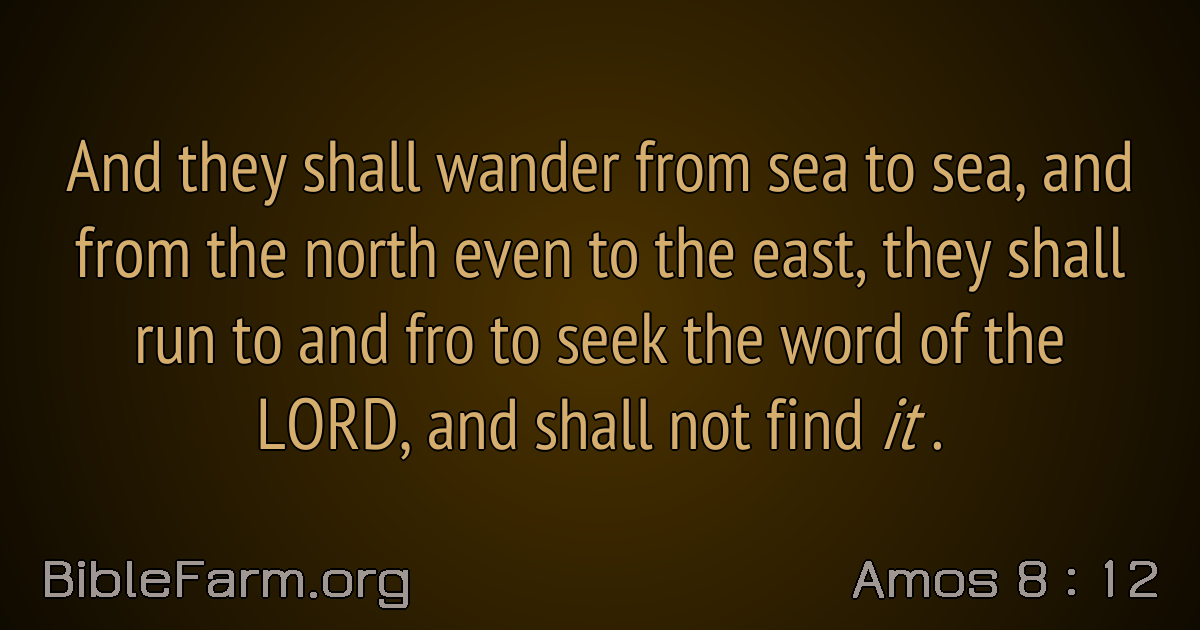 And they shall wander from sea to sea, and
from the north even to the east, they shall
run to and fro to seek the word of the
LORD, and shall not find it .
BibleFarm.org
Amos 8 : 12